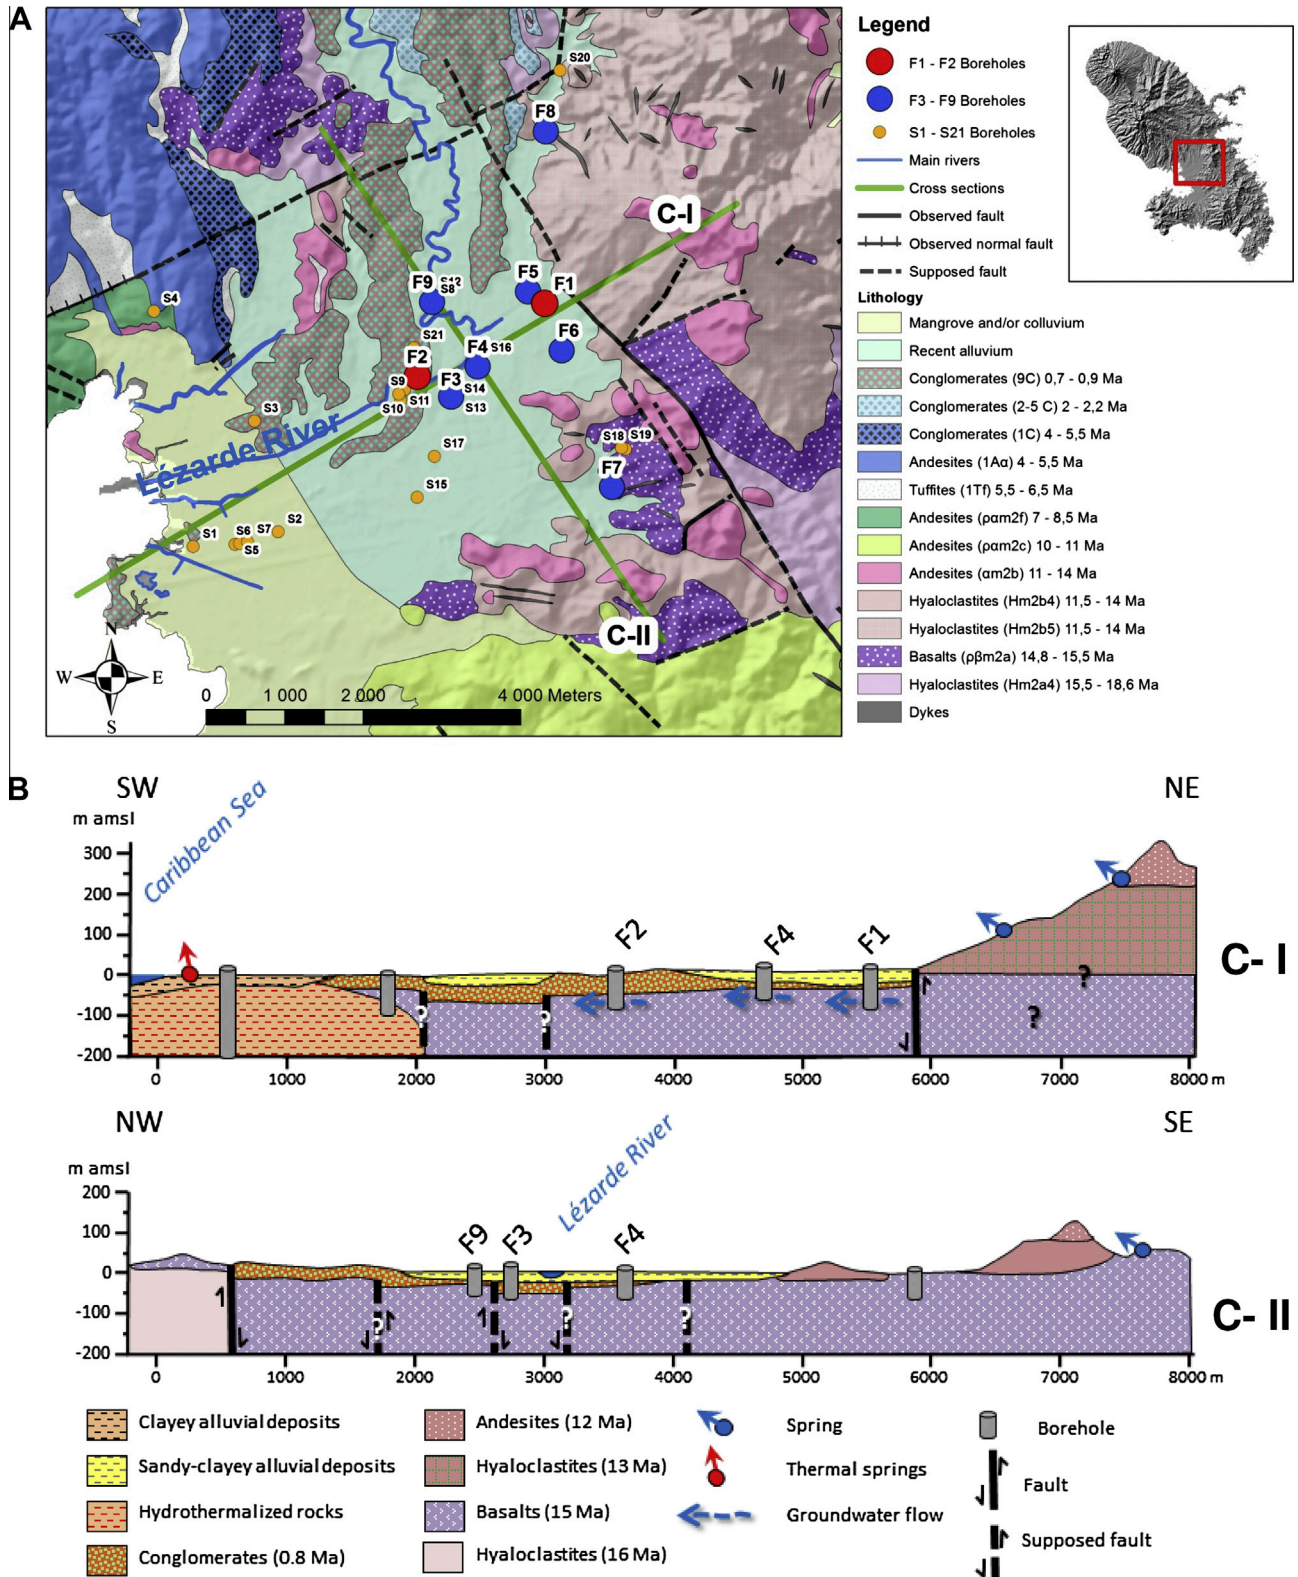 A
S20
F8
C-I
F9
S12
S8
F5
F1
S4
S21
F6
F4
S16
F2
S9
F3
S14
S11
S10
S13
S3
Lézarde River
S17
S18
S19
F7
S15
S1
S6
S7
S2
S5
C-II
N
W
E
S
0
1 000
2 000
4 000 Meters
Legend
F1 - F2 Boreholes
F3 - F9 Boreholes
S1 - S21 Boreholes
Main rivers
Cross sections
Observed fault
Observed normal fault
Supposed fault
Lithology
Mangrove and/or colluvium
Recent alluvium
Conglomerates (9C) 0,7 - 0,9 Ma
Conglomerates (2-5 C) 2 - 2,2 Ma
Conglomerates (1C) 4 - 5,5 Ma
Andesites (1Aα) 4 - 5,5 Ma
Tuffites (1Tf) 5,5 - 6,5 Ma
Andesites (ραm2f) 7 - 8,5 Ma
Andesites (ραm2c) 10 - 11 Ma
Andesites (αm2b) 11 - 14 Ma
Hyaloclastites (Hm2b4) 11,5 - 14 Ma
Hyaloclastites (Hm2b5) 11,5 - 14 Ma
Basalts (ρβm2a) 14,8 - 15,5 Ma
Hyaloclastites (Hm2a4) 15,5 - 18,6 Ma
Dykes
B
SW
NE
m amsl
Caribbean Sea
300
200
100
0
-100
-200
F2
F4
F1
?
?
?
?
C- I
0
1000
2000
3000
4000
5000
6000
7000
8000 m
NW
SE
m amsl
Lézarde River
200
100
0
-100
-200
F9
F3
F4
?
?
?
C- II
0
1000
2000
3000
4000
5000
6000
7000
8000 m
Clayey alluvial deposits
Sandy-clayey alluvial deposits
Hydrothermalized rocks
Conglomerates (0.8 Ma)
Andesites (12 Ma)
Hyaloclastites (13 Ma)
Basalts (15 Ma)
Hyaloclastites (16 Ma)
Spring
Thermal springs
Groundwater flow
Borehole
Fault
Supposed fault